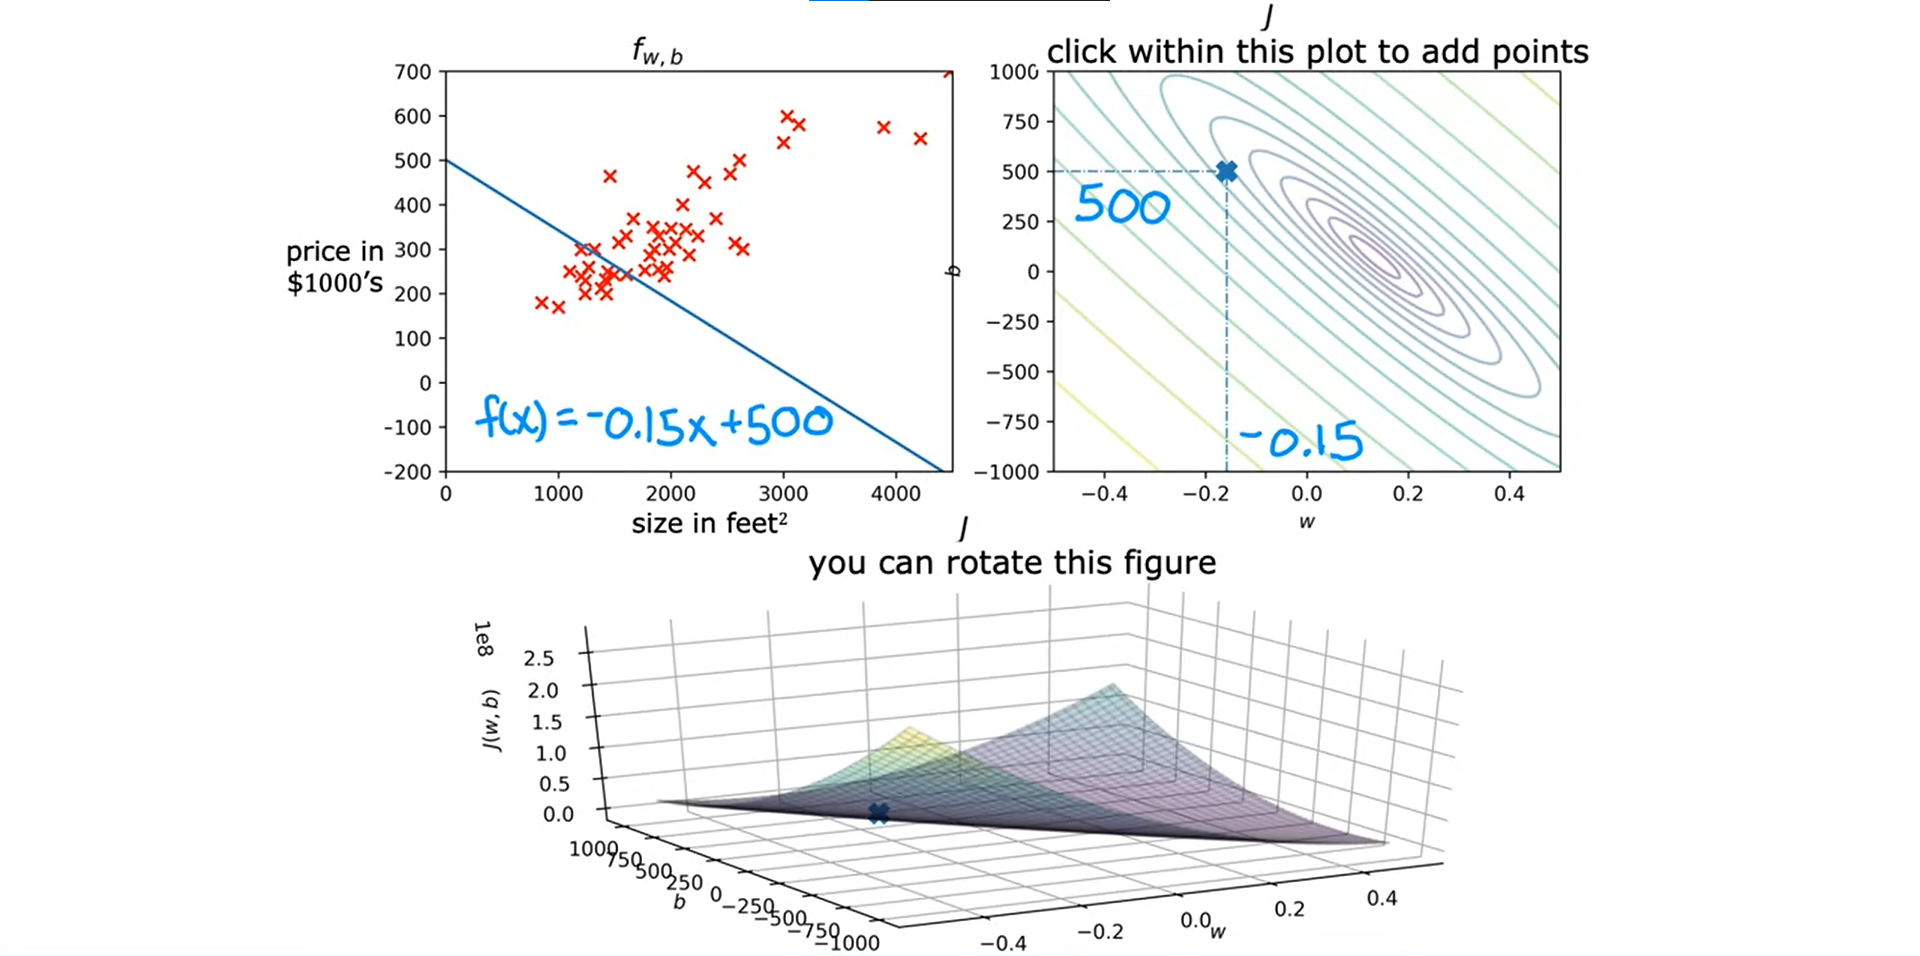 f w, b
700
600
500
400
300
200
100
0
-100
-200
price in
$1000’s
0 1000 2000 3000 4000
size in feet²
f(x) = -0.15x + 500
J
click within this plot to add points
1000
750
500
250
0
−250
−500
−750
−1000
b
500
-0.15
−0.4 −0.2 0.0 0.2 0.4
w
J
you can rotate this figure
1e8
J(w, b)
2.5
2.0
1.5
1.0
0.5
0.0
1000 750 500 250 0 −250 −500 −750 −1000
b
−0.4 −0.2 0.0 0.2 0.4
w